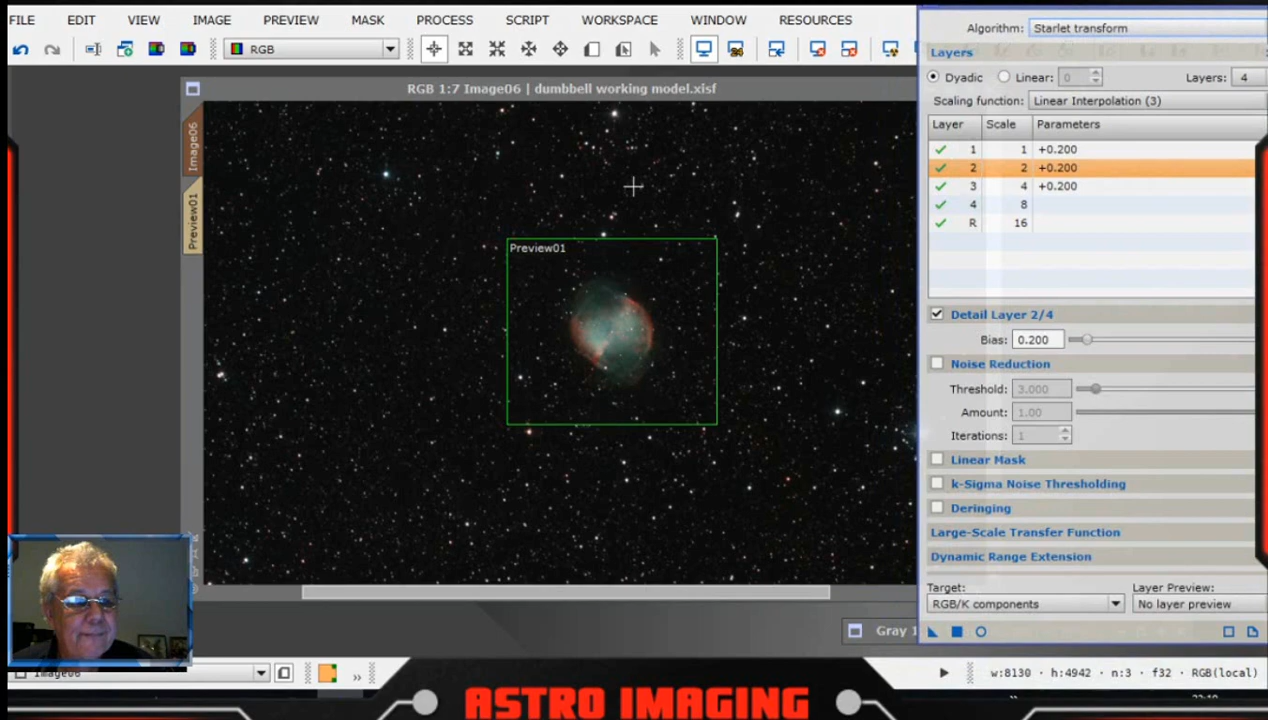 FILE EDIT VIEW IMAGE PREVIEW MASK PROCESS SCRIPT WORKSPACE WINDOW RESOURCES
RGB
RGB 1:7 Image06 | dumbbell working model.xisf
Image06
Preview01
Preview01
Algorithm: Starlet transform
Layers
Dyadic Linear: 0 Layers: 4
Scaling function: Linear Interpolation (3)
Layer Scale Parameters
1 1 +0.200
2 2 +0.200
3 4 +0.200
4 8
R 16
Detail Layer 2/4
Bias: 0.200
Noise Reduction
Threshold: 3.000
Amount: 1.00
Iterations: 1
Linear Mask
k-Sigma Noise Thresholding
Deringing
Large-Scale Transfer Function
Dynamic Range Extension
Target: Layer Preview:
RGB/K components No layer preview
Gray 1
Image06 w:8130 · h:4942 · n:3 · f32 · RGB(local)
ASTRO IMAGING